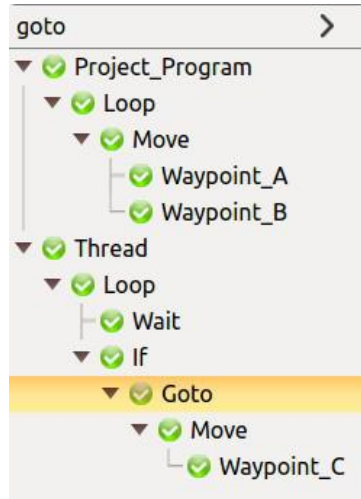 goto
Project_Program
Loop
Move
Waypoint_A
Waypoint_B
Thread
Loop
Wait
If
Goto
Move
Waypoint_C